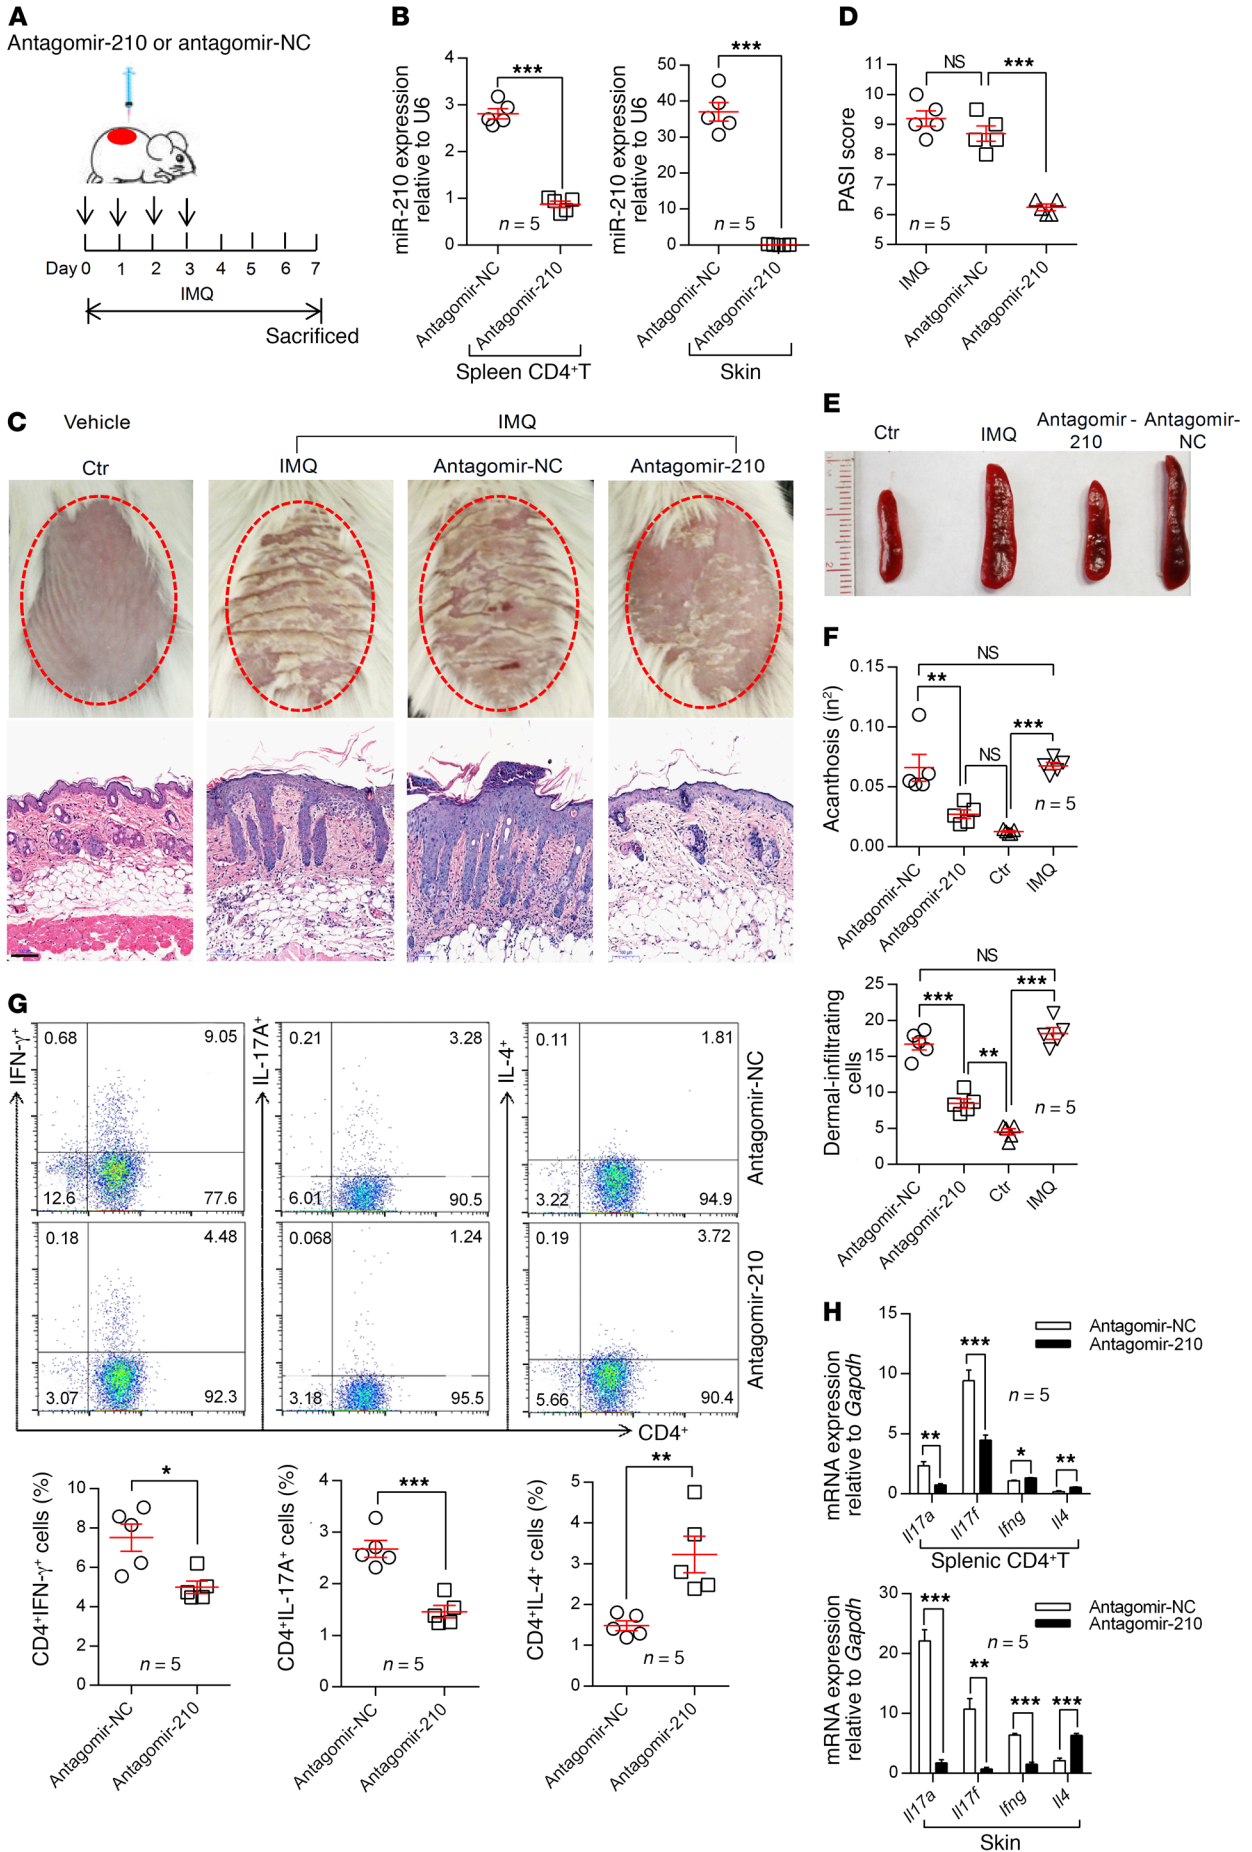 A
Antagomir-210 or antagomir-NC
Day 0 1 2 3 4 5 6 7
IMQ
Sacrificed
B
miR-210 expression
relative to U6
4
3
2
1
0
***
n = 5
Antagomir-NC
Antagomir-210
Spleen CD4+T
miR-210 expression
relative to U6
50
40
30
20
10
0
***
n = 5
Antagomir-NC
Antagomir-210
Skin
D
PASI score
11
10
9
8
7
6
5
NS
***
n = 5
IMQ
Anatgomir-NC
Antagomir-210
C
Vehicle
IMQ
Ctr
IMQ
Antagomir-NC
Antagomir-210
E
Ctr
IMQ
Antagomir-
210
Antagomir-
NC
1
2
F
Acanthosis (in2)
0.15
0.10
0.05
0.00
NS
**
NS
***
n = 5
Antagomir-NC
Antagomir-210
Ctr
IMQ
Dermal-infiltrating
cells
25
20
15
10
5
0
NS
***
**
***
n = 5
Antagomir-NC
Antagomir-210
Ctr
IMQ
G
IFN-γ+
0.68 9.05
12.6 77.6
IL-17A+
0.21 3.28
6.01 90.5
IL-4+
0.11 1.81
3.22 94.9
Antagomir-NC
0.18 4.48
3.07 92.3
0.068 1.24
3.18 95.5
0.19 3.72
5.66 90.4
Antagomir-210
CD4+
CD4+IFN-γ+ cells (%)
10
8
6
4
2
0
*
n = 5
Antagomir-NC
Antagomir-210
CD4+IL-17A+ cells (%)
4
3
2
1
0
***
n = 5
Antagomir-NC
Antagomir-210
CD4+IL-4+ cells (%)
5
4
3
2
1
0
**
n = 5
Antagomir-NC
Antagomir-210
H
mRNA expression
relative to Gapdh
15
10
5
0
Antagomir-NC
Antagomir-210
n = 5
**
***
*
**
Il17a
Il17f
Ifng
Il4
Splenic CD4+T
mRNA expression
relative to Gapdh
30
20
10
0
Antagomir-NC
Antagomir-210
n = 5
***
**
***
***
Il17a
Il17f
Ifng
Il4
Skin